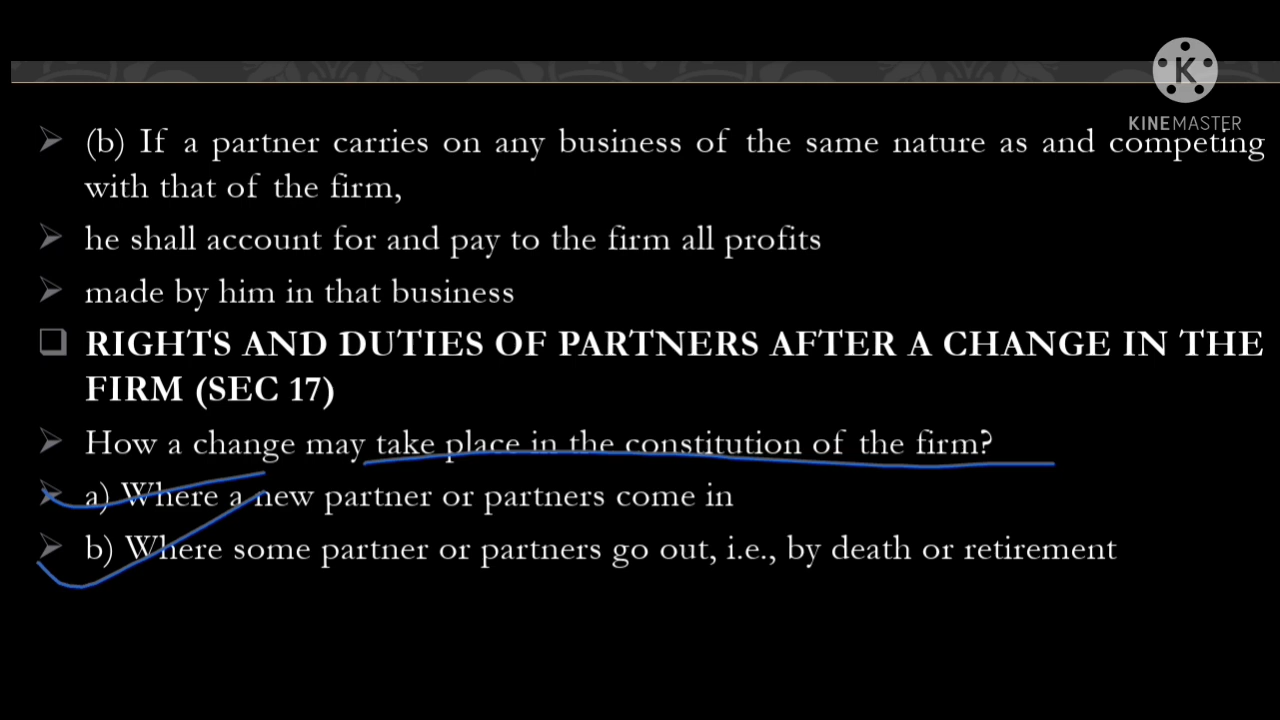 K
KINEMASTER
➢ (b) If a partner carries on any business of the same nature as and competing
with that of the firm,
➢ he shall account for and pay to the firm all profits
➢ made by him in that business
❑ RIGHTS AND DUTIES OF PARTNERS AFTER A CHANGE IN THE
FIRM (SEC 17)
➢ How a change may take place in the constitution of the firm?
➢ a) Where a new partner or partners come in
➢ b) Where some partner or partners go out, i.e., by death or retirement